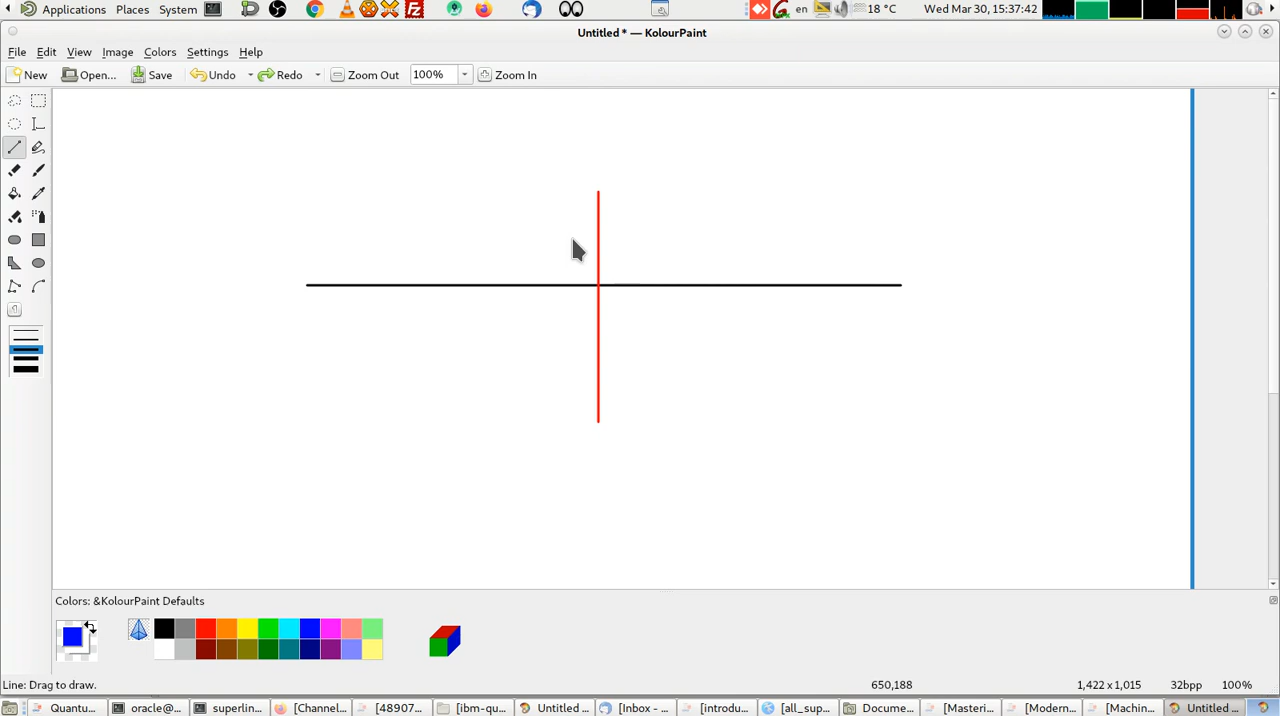 Applications Places System en 18 °C Wed Mar 30, 15:37:42
Untitled * — KolourPaint
File Edit View Image Colors Settings Help
New Open... Save Undo Redo Zoom Out 100% Zoom In
Colors: &KolourPaint Defaults
Line: Drag to draw. 650,188 1,422 x 1,015 32bpp 100%
Quantu... oracle@... superlin... [Channel... [48907... [ibm-qu... Untitled ... [Inbox - ... [introdu... [all_sup... Docume... [Masteri... [Modern... [Machin... Untitled ...